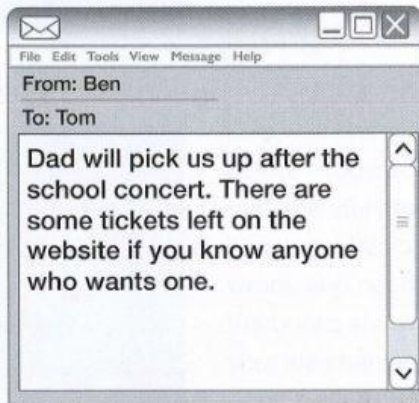 File Edit Tools View Message Help
From: Ben
To: Tom
Dad will pick us up after the
school concert. There are
some tickets left on the
website if you know anyone
who wants one.